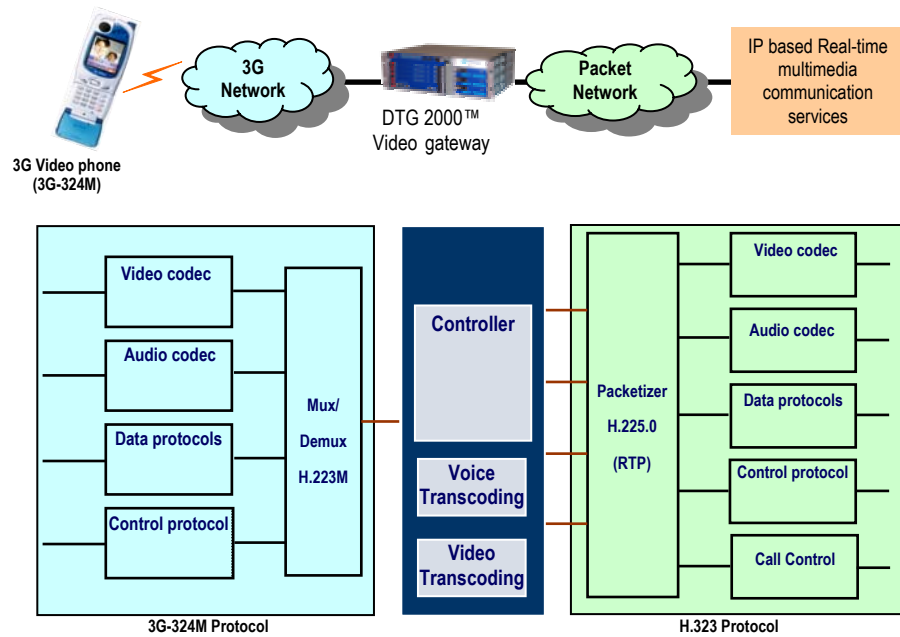 3G
Network
Packet
Network
IP based Real-time
multimedia
communication
services
DTG 2000™
Video gateway
3G Video phone
(3G-324M)
Video codec
Audio codec
Data protocols
Control protocol
Mux/
Demux
H.223M
3G-324M Protocol
Controller
Voice
Transcoding
Video
Transcoding
Packetizer
H.225.0
(RTP)
Video codec
Audio codec
Data protocols
Control protocol
Call Control
H.323 Protocol